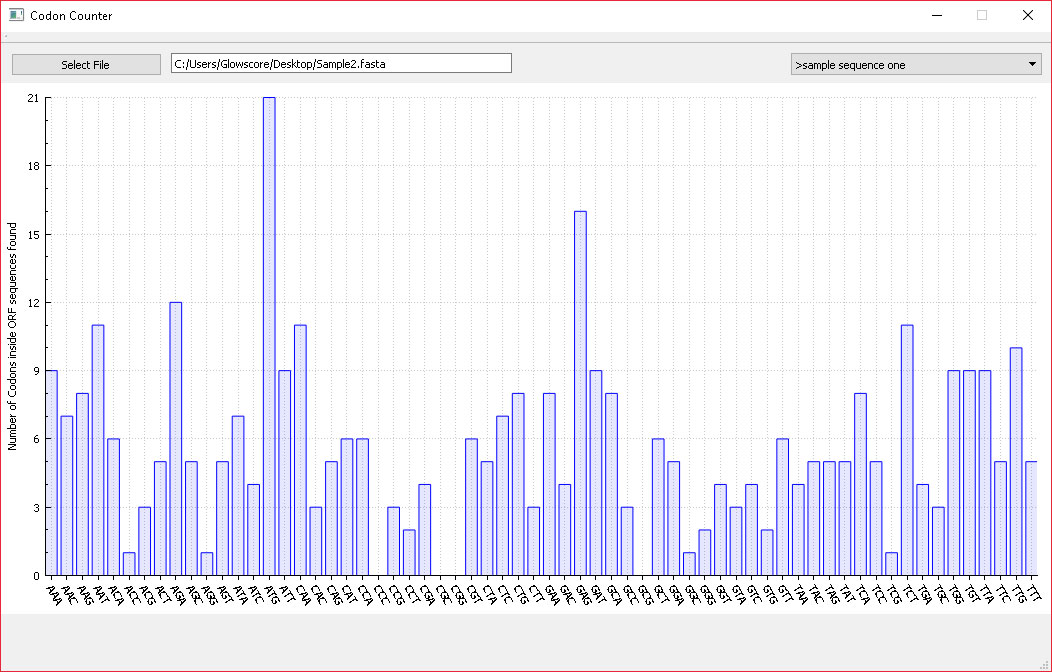 Codon Counter
Select File
C:/Users/Glowscore/Desktop/Sample2.fasta
>sample sequence one
Number of Codons inside ORF sequences found
21
18
15
12
9
6
3
0
AAA AAC AAG AAT ACA ACC ACG ACT AGA AGC AGG AGT ATA ATC ATG ATT CAA CAC CAG CAT CCA CCC CCG CCT CGA CGC CGG CGT CTA CTC CTG CTT GAA GAC GAG GAT GCA GCC GCG GCT GGA GGC GGG GGT GTA GTC GTG GTT TAA TAC TAG TAT TCA TCC TCG TCT TGA TGC TGG TGT TTA TTC TTG TTT